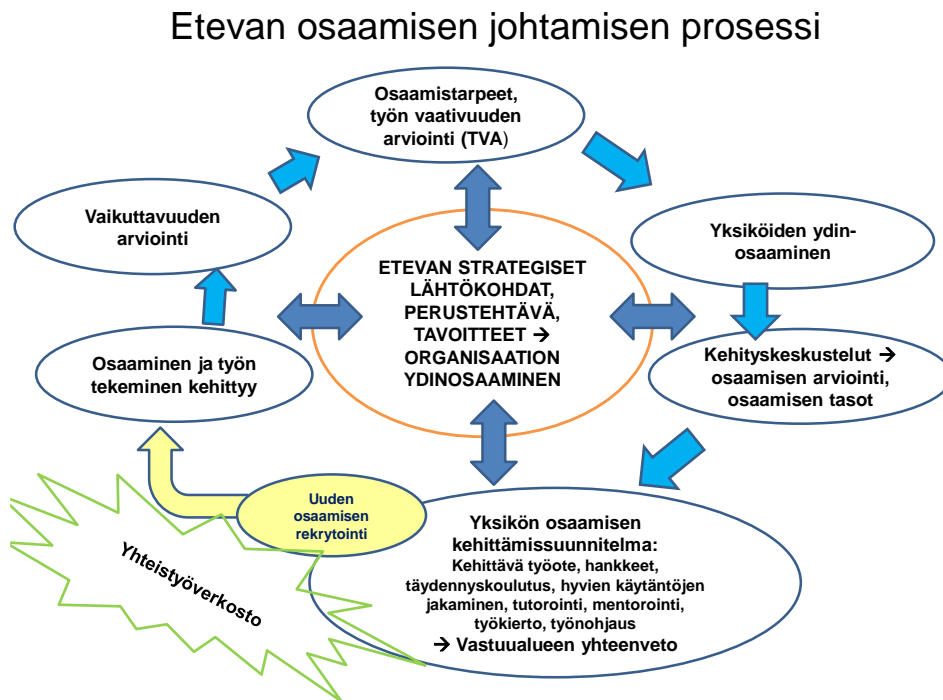 Etevan osaamisen johtamisen prosessi
Osaamistarpeet,
työn vaativuuden
arviointi (TVA)
Vaikuttavuuden
arviointi
Yksiköiden ydin-
osaaminen
ETEVAN STRATEGISET
LÄHTÖKOHDAT,
PERUSTEHTÄVÄ,
TAVOITTEET →
ORGANISAATION
YDINOSAAMINEN
Osaaminen ja työn
tekeminen kehittyy
Kehityskeskustelut →
osaamisen arviointi,
osaamisen tasot
Uuden
osaamisen
rekrytointi
Yhteistyöverkosto
Yksikön osaamisen
kehittämissuunnitelma:
Kehittävä työote, hankkeet,
täydennyskoulutus, hyvien käytäntöjen
jakaminen, tutorointi, mentorointi,
työkierto, työnohjaus
→ Vastuualueen yhteenveto